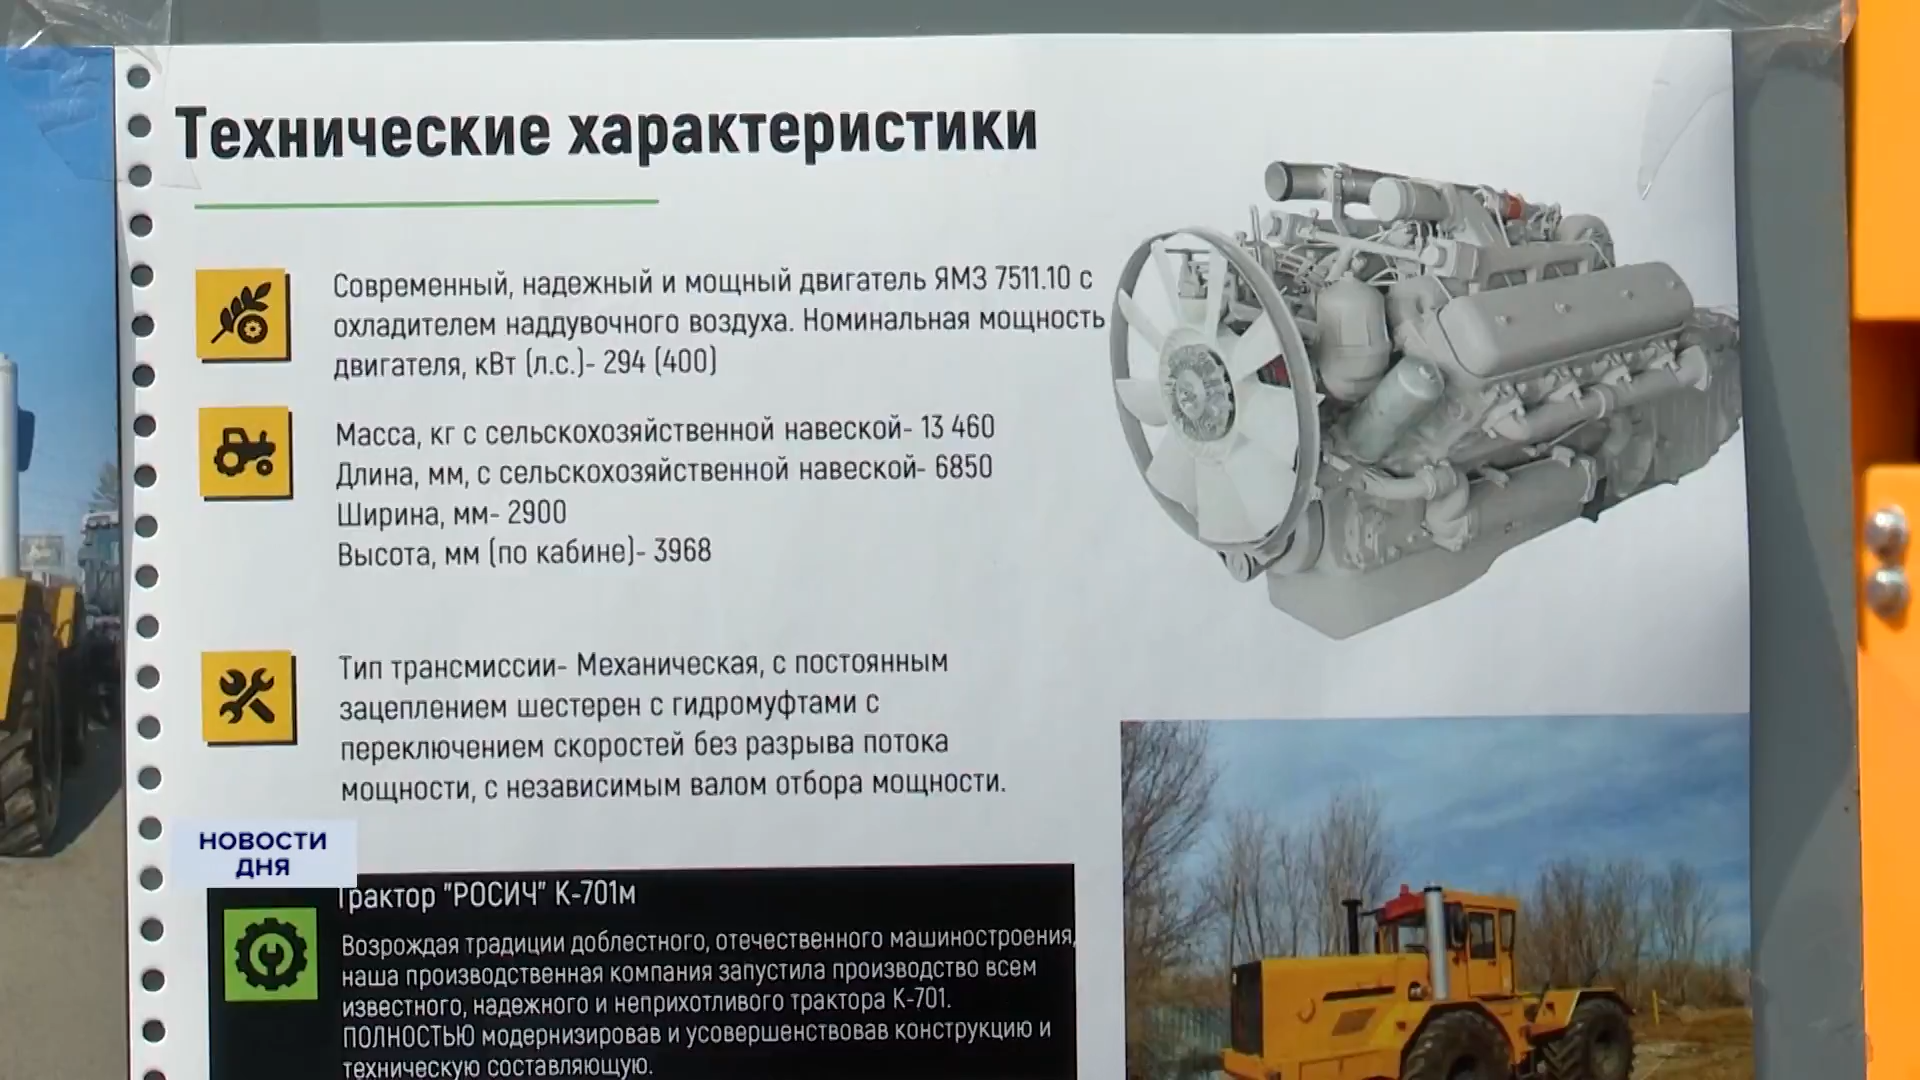 Технические характеристики
Современный, надежный и мощный двигатель ЯМЗ 7511.10 с
охладителем наддувочного воздуха. Номинальная мощность
двигателя, кВт (л.с.)- 294 (400)
Масса, кг с сельскохозяйственной навеской- 13 460
Длина, мм, с сельскохозяйственной навеской- 6850
Ширина, мм- 2900
Высота, мм (по кабине)- 3968
Тип трансмиссии- Механическая, с постоянным
зацеплением шестерен с гидромуфтами с
переключением скоростей без разрыва потока
мощности, с независимым валом отбора мощности.
НОВОСТИ
ДНЯ
Трактор "РОСИЧ" К-701м
Возрождая традиции доблестного, отечественного машиностроения,
наша производственная компания запустила производство всем
известного, надежного и неприхотливого трактора К-701.
ПОЛНОСТЬЮ модернизировав и усовершенствовав конструкцию и
техническую составляющую.